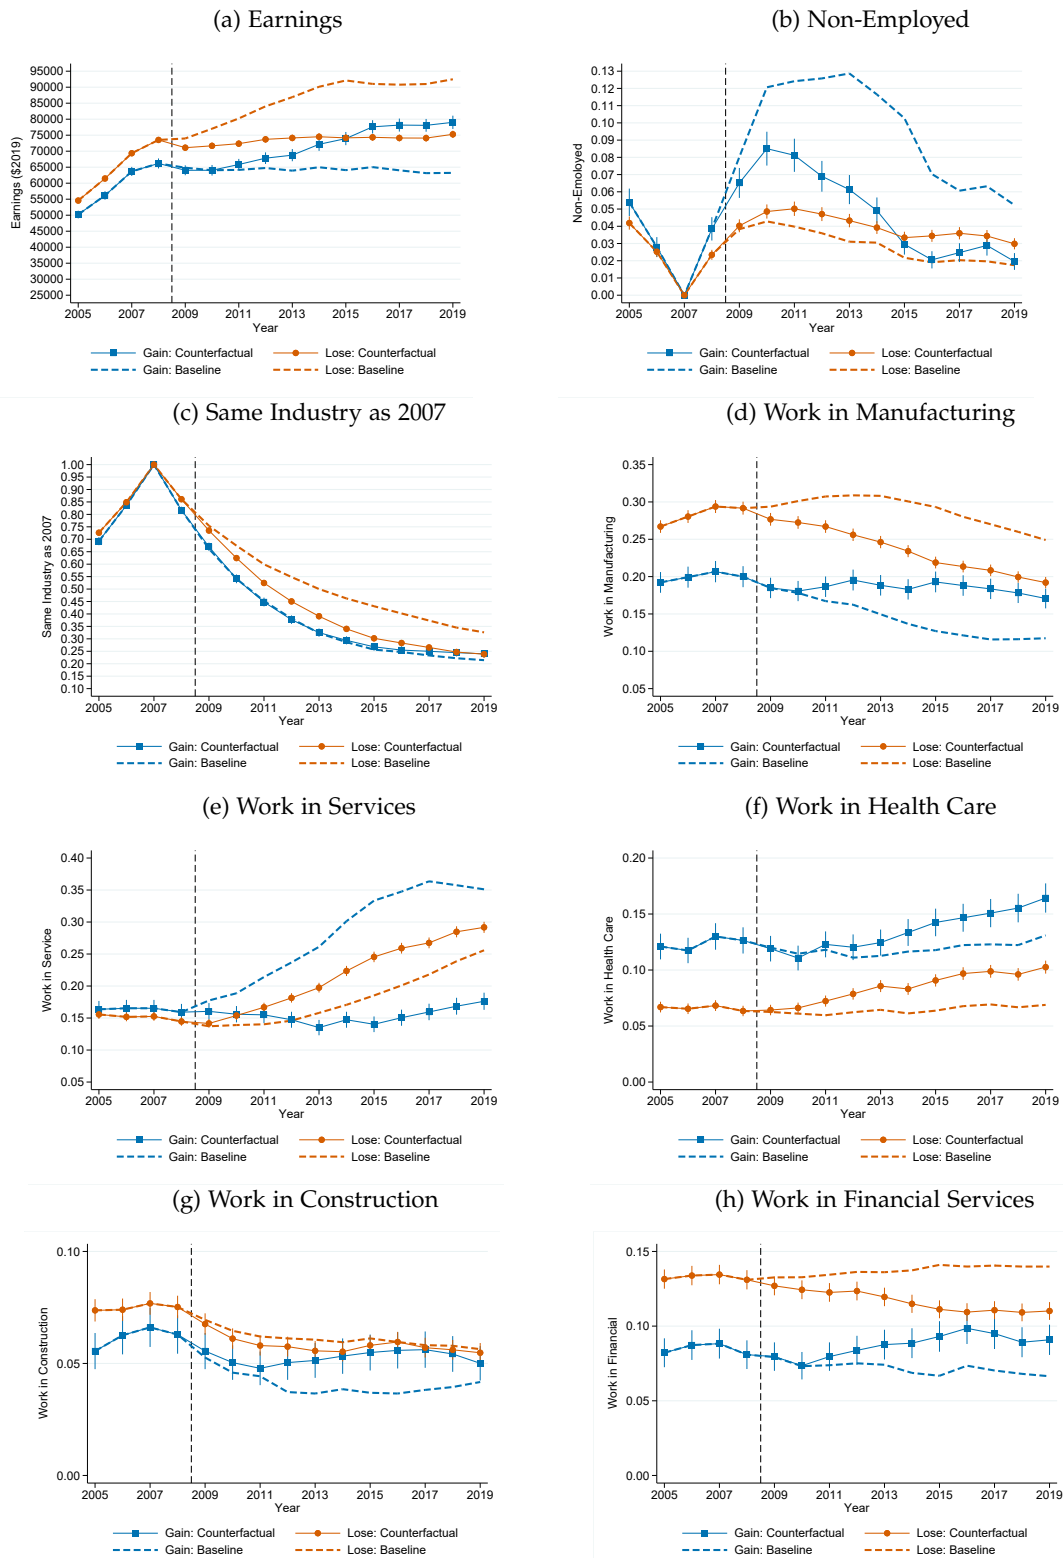 (a) Earnings
95000
90000
85000
80000
75000
70000
65000
60000
55000
50000
45000
40000
35000
30000
25000
Earnings ($2019)
2005 2007 2009 2011 2013 2015 2017 2019
Year
Gain: Counterfactual Lose: Counterfactual
Gain: Baseline Lose: Baseline
(b) Non-Employed
0.13
0.12
0.11
0.10
0.09
0.08
0.07
0.06
0.05
0.04
0.03
0.02
0.01
0.00
Non-Emoloyed
2005 2007 2009 2011 2013 2015 2017 2019
Year
Gain: Counterfactual Lose: Counterfactual
Gain: Baseline Lose: Baseline
(c) Same Industry as 2007
1.00
0.95
0.90
0.85
0.80
0.75
0.70
0.65
0.60
0.55
0.50
0.45
0.40
0.35
0.30
0.25
0.20
0.15
0.10
Same Industry as 2007
2005 2007 2009 2011 2013 2015 2017 2019
Year
Gain: Counterfactual Lose: Counterfactual
Gain: Baseline Lose: Baseline
(d) Work in Manufacturing
0.35
0.30
0.25
0.20
0.15
0.10
0.05
Work in Manufacturing
2005 2007 2009 2011 2013 2015 2017 2019
Year
Gain: Counterfactual Lose: Counterfactual
Gain: Baseline Lose: Baseline
(e) Work in Services
0.40
0.35
0.30
0.25
0.20
0.15
0.10
0.05
Work in Service
2005 2007 2009 2011 2013 2015 2017 2019
Year
Gain: Counterfactual Lose: Counterfactual
Gain: Baseline Lose: Baseline
(f) Work in Health Care
0.20
0.15
0.10
0.05
0.00
Work in Health Care
2005 2007 2009 2011 2013 2015 2017 2019
Year
Gain: Counterfactual Lose: Counterfactual
Gain: Baseline Lose: Baseline
(g) Work in Construction
0.10
0.05
0.00
Work in Construction
2005 2007 2009 2011 2013 2015 2017 2019
Year
Gain: Counterfactual Lose: Counterfactual
Gain: Baseline Lose: Baseline
(h) Work in Financial Services
0.15
0.10
0.05
0.00
Work in Financial
2005 2007 2009 2011 2013 2015 2017 2019
Year
Gain: Counterfactual Lose: Counterfactual
Gain: Baseline Lose: Baseline